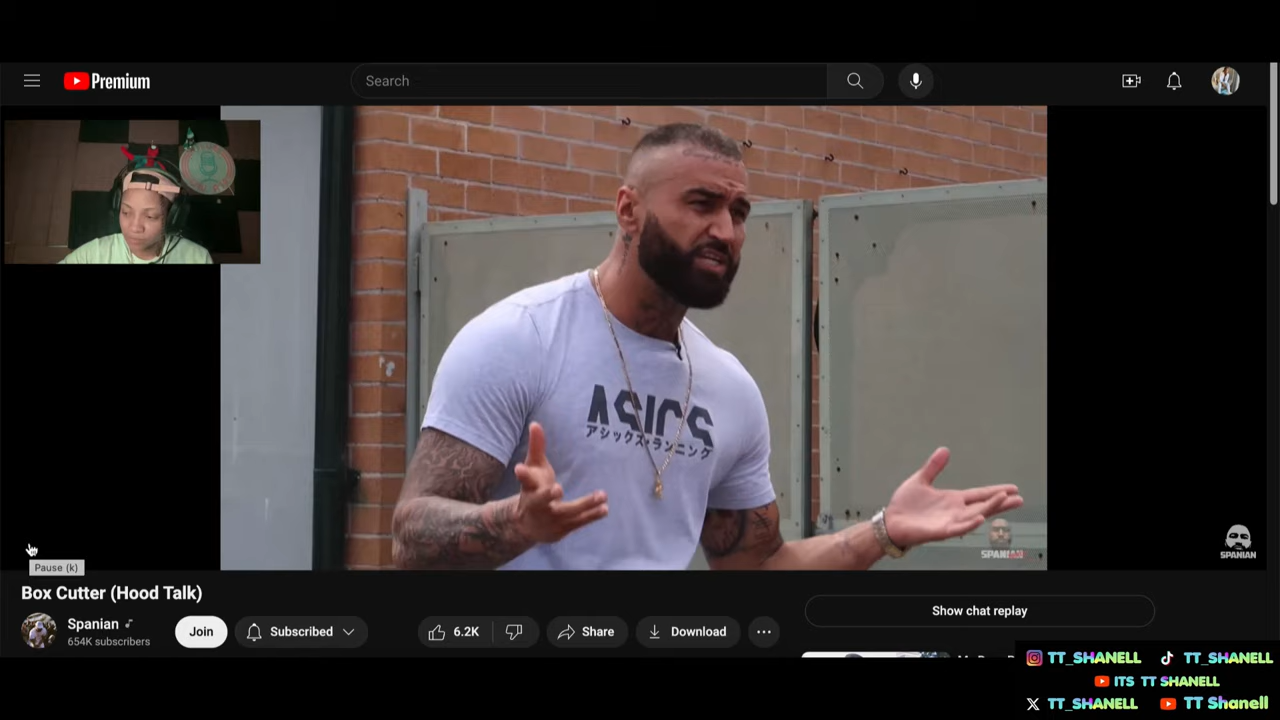 Premium
Search
ASICS
アシックス・ランニング
SPANIAN
SPANIAN
Pause (k)
Box Cutter (Hood Talk)
Spanian
654K subscribers
Join
Subscribed
6.2K
Share
Download
Show chat replay
TT_SHANELL
TT_SHANELL
ITS TT SHANELL
TT_SHANELL
TT Shanell